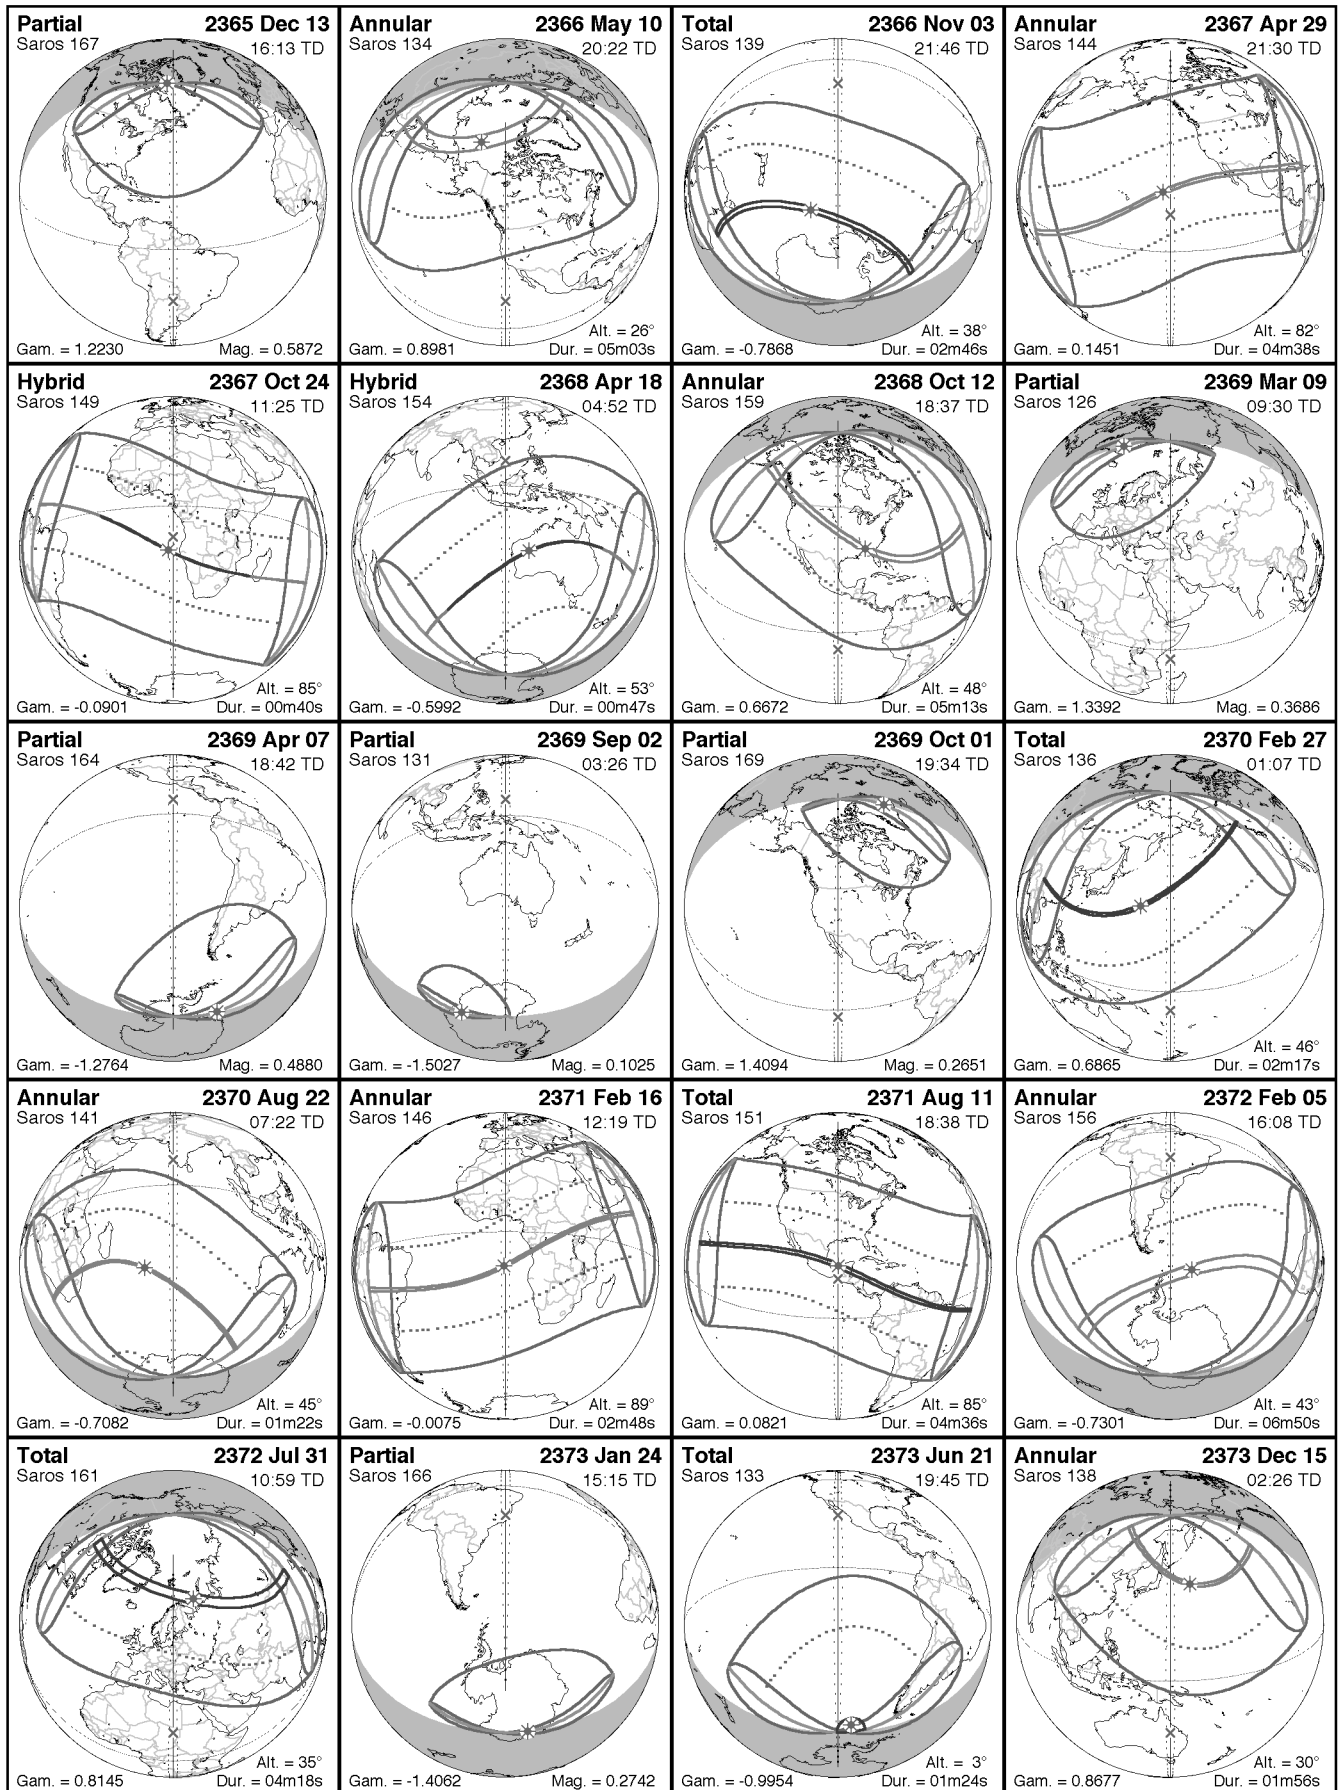 Partial 2365 Dec 13
Saros 167 16:13 TD
Gam. = 1.2230 Mag. = 0.5872
Annular 2366 May 10
Saros 134 20:22 TD
Alt. = 26°
Gam. = 0.8981 Dur. = 05m03s
Total 2366 Nov 03
Saros 139 21:46 TD
Alt. = 38°
Gam. = -0.7868 Dur. = 02m46s
Annular 2367 Apr 29
Saros 144 21:30 TD
Alt. = 82°
Gam. = 0.1451 Dur. = 04m38s
Hybrid 2367 Oct 24
Saros 149 11:25 TD
Alt. = 85°
Gam. = -0.0901 Dur. = 00m40s
Hybrid 2368 Apr 18
Saros 154 04:52 TD
Alt. = 53°
Gam. = -0.5992 Dur. = 00m47s
Annular 2368 Oct 12
Saros 159 18:37 TD
Alt. = 48°
Gam. = 0.6672 Dur. = 05m13s
Partial 2369 Mar 09
Saros 126 09:30 TD
Gam. = 1.3392 Mag. = 0.3686
Partial 2369 Apr 07
Saros 164 18:42 TD
Gam. = -1.2764 Mag. = 0.4880
Partial 2369 Sep 02
Saros 131 03:26 TD
Gam. = -1.5027 Mag. = 0.1025
Partial 2369 Oct 01
Saros 169 19:34 TD
Gam. = 1.4094 Mag. = 0.2651
Total 2370 Feb 27
Saros 136 01:07 TD
Alt. = 46°
Gam. = 0.6865 Dur. = 02m17s
Annular 2370 Aug 22
Saros 141 07:22 TD
Alt. = 45°
Gam. = -0.7082 Dur. = 01m22s
Annular 2371 Feb 16
Saros 146 12:19 TD
Alt. = 89°
Gam. = -0.0075 Dur. = 02m48s
Total 2371 Aug 11
Saros 151 18:38 TD
Alt. = 85°
Gam. = 0.0821 Dur. = 04m36s
Annular 2372 Feb 05
Saros 156 16:08 TD
Alt. = 43°
Gam. = -0.7301 Dur. = 06m50s
Total 2372 Jul 31
Saros 161 10:59 TD
Alt. = 35°
Gam. = 0.8145 Dur. = 04m18s
Partial 2373 Jan 24
Saros 166 15:15 TD
Gam. = -1.4062 Mag. = 0.2742
Total 2373 Jun 21
Saros 133 19:45 TD
Alt. = 3°
Gam. = -0.9954 Dur. = 01m24s
Annular 2373 Dec 15
Saros 138 02:26 TD
Alt. = 30°
Gam. = 0.8677 Dur. = 01m56s